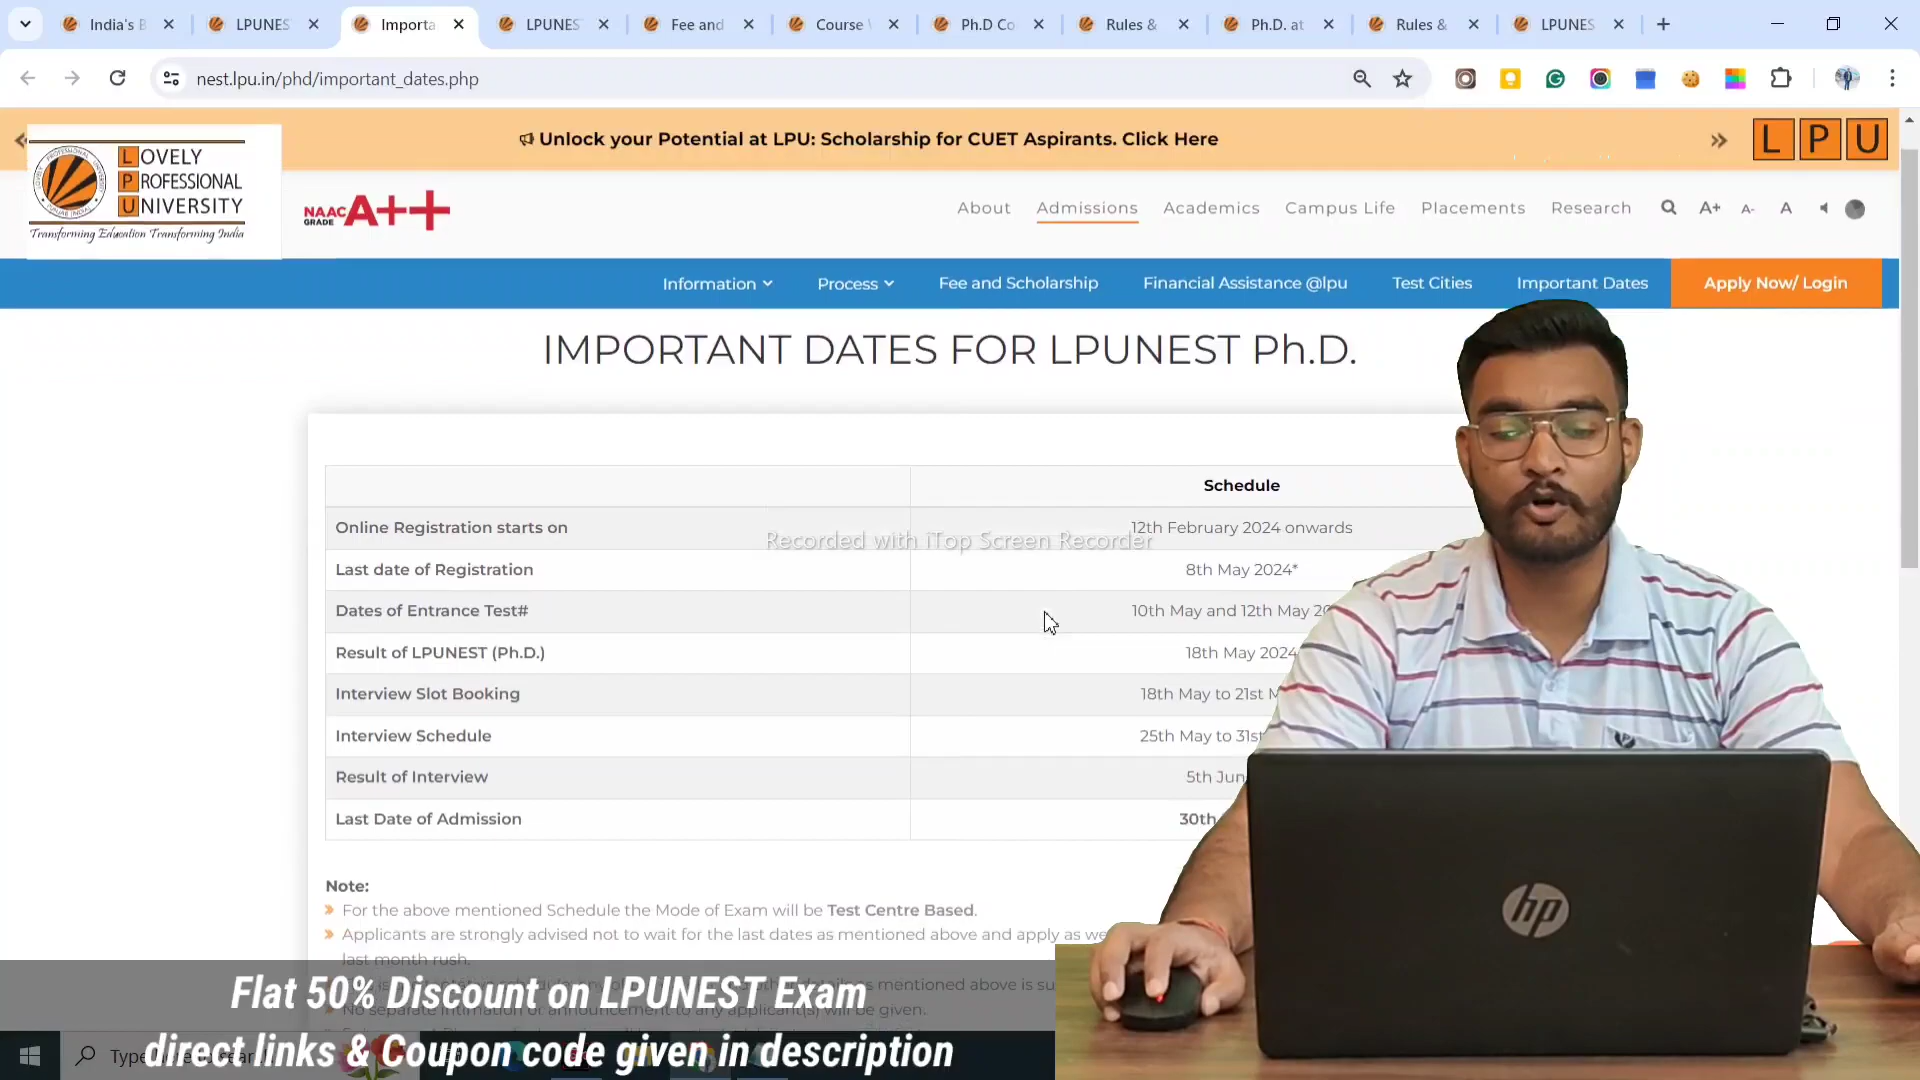 India's B
LPUNES
Importa
LPUNES
Fee and
Course
Ph.D Co
Rules &
Ph.D. at
Rules &
LPUNES
nest.lpu.in/phd/important_dates.php
Unlock your Potential at LPU: Scholarship for CUET Aspirants. Click Here
L P U
LOVELY
PROFESSIONAL
UNIVERSITY
Transforming Education Transforming India
NAAC GRADE A++
About Admissions Academics Campus Life Placements Research A+ A- A
Information Process Fee and Scholarship Financial Assistance @lpu Test Cities Important Dates Apply Now/ Login
IMPORTANT DATES FOR LPUNEST Ph.D.
Schedule
Online Registration starts on 12th February 2024 onwards
Recorded with iTop Screen Recorder
Last date of Registration 8th May 2024*
Dates of Entrance Test# 10th May and 12th May 20
Result of LPUNEST (Ph.D.) 18th May 2024
Interview Slot Booking 18th May to 21st M
Interview Schedule 25th May to 31st
Result of Interview 5th Jun
Last Date of Admission 30th
Note:
For the above mentioned Schedule the Mode of Exam will be Test Centre Based.
Applicants are strongly advised not to wait for the last dates as mentioned above and apply as we
last month rush.
mentioned above is su
No separate intimation or announcement to any applicant(s) will be given.
Flat 50% Discount on LPUNEST Exam
direct links & Coupon code given in description
Type here to sear
hp